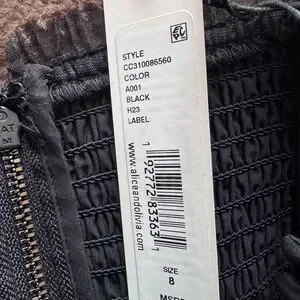 STYLE
CC310086560
COLOR
A001
BLACK
H23
LABEL:
www.aliceandolivia.com
1 92772 83363 1
SIZE
8